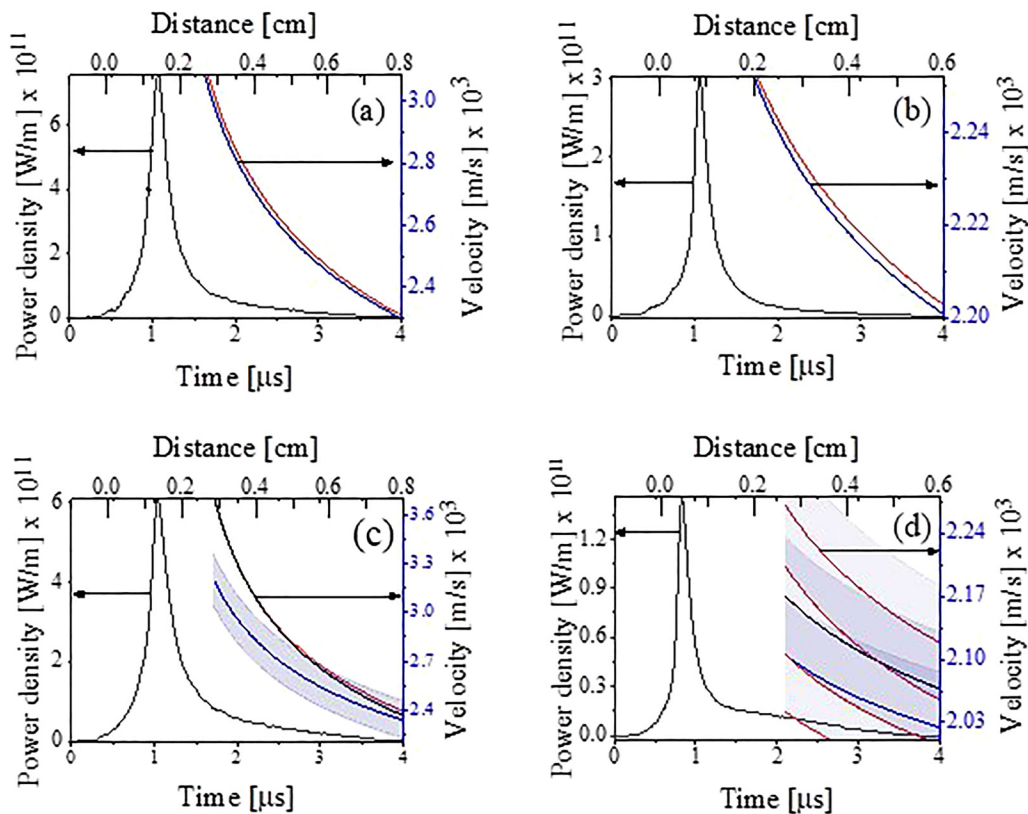 Distance [cm]
0.0 0.2 0.4 0.6 0.8
Power density [W/m] x 10¹¹
6
4
2
0
(a)
3.0
2.8
2.6
2.4
Velocity [m/s] x 10³
0 1 2 3 4
Time [μs]
Distance [cm]
0.0 0.2 0.4 0.6
Power density [W/m] x 10¹¹
3
2
1
0
(b)
2.24
2.22
2.20
Velocity [m/s] x 10³
0 1 2 3 4
Time [μs]
Distance [cm]
0.0 0.2 0.4 0.6 0.8
Power density [W/m] x 10¹¹
6
4
2
0
(c)
3.6
3.3
3.0
2.7
2.4
Velocity [m/s] x 10³
0 1 2 3 4
Time [μs]
Distance [cm]
0.0 0.2 0.4 0.6
Power density [W/m] x 10¹¹
1.2
0.9
0.6
0.3
0.0
(d)
2.24
2.17
2.10
2.03
Velocity [m/s] x 10³
0 1 2 3 4
Time [μs]